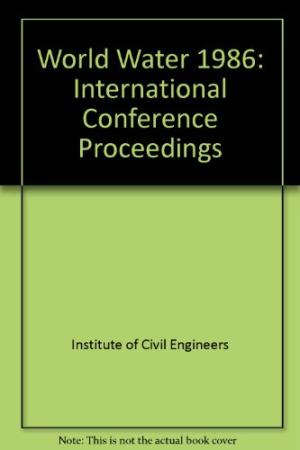 World Water 1986:
International
Conference
Proceedings
Institute of Civil Engineers
Note: This is not the actual book cover